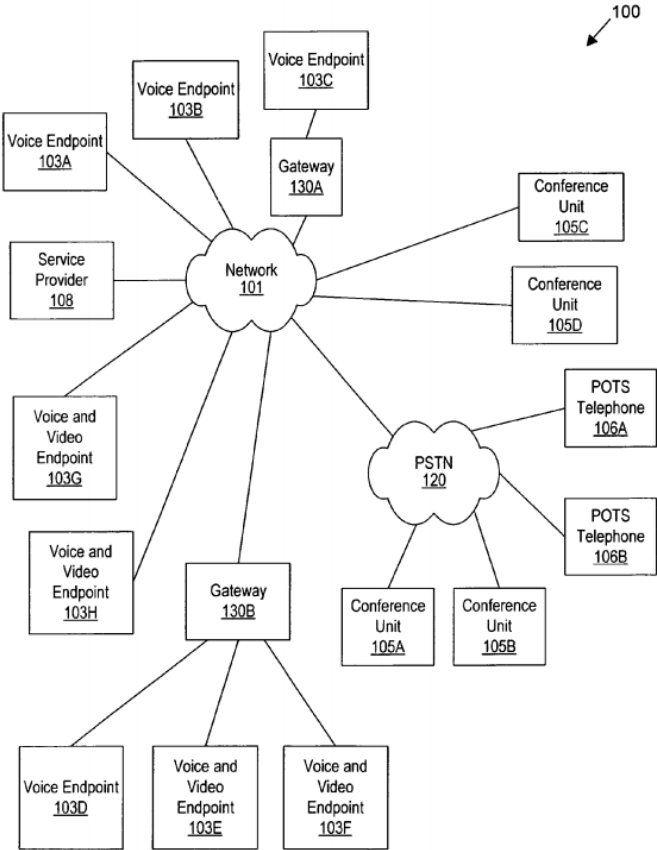 100
Voice Endpoint
103C
Voice Endpoint
103B
Voice Endpoint
103A
Gateway
130A
Conference
Unit
105C
Service
Provider
108
Network
101
Conference
Unit
105D
Voice and
Video
Endpoint
103G
POTS
Telephone
106A
PSTN
120
POTS
Telephone
106B
Voice and
Video
Endpoint
103H
Gateway
130B
Conference
Unit
105A
Conference
Unit
105B
Voice Endpoint
103D
Voice and
Video
Endpoint
103E
Voice and
Video
Endpoint
103F